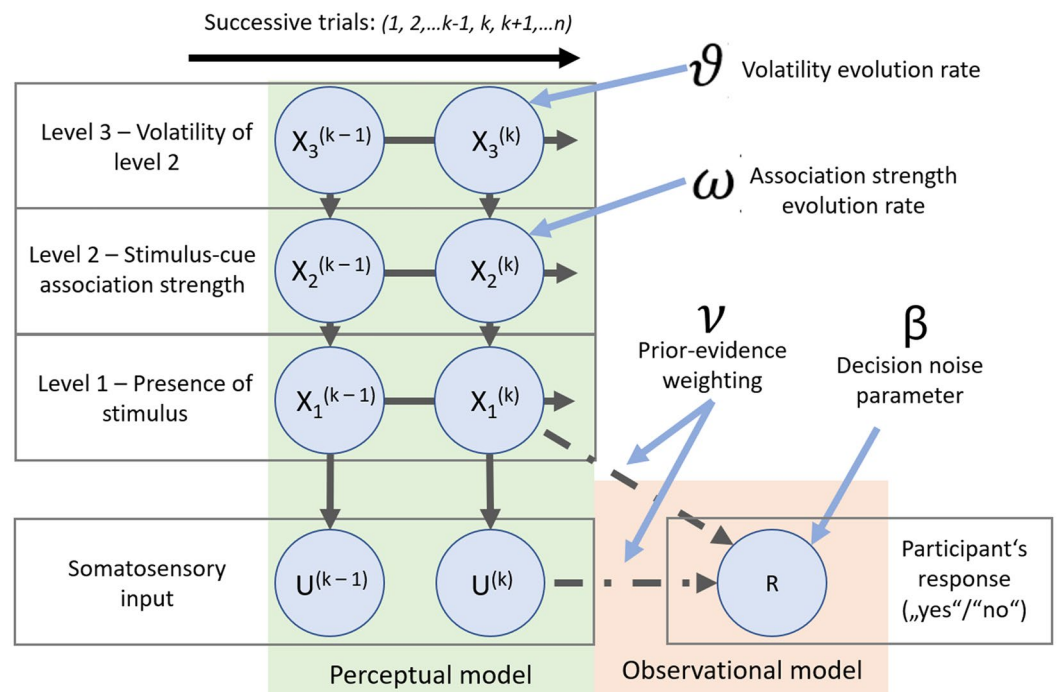 Successive trials: (1, 2,...k-1, k, k+1,...n)
ϑ Volatility evolution rate
Level 3 – Volatility of
level 2
X₃⁽ᵏ ⁻ ¹⁾ X₃⁽ᵏ⁾
ω Association strength
evolution rate
Level 2 – Stimulus-cue
association strength
X₂⁽ᵏ ⁻ ¹⁾ X₂⁽ᵏ⁾
ν
Prior-evidence
weighting
β
Decision noise
parameter
Level 1 – Presence of
stimulus
X₁⁽ᵏ ⁻ ¹⁾ X₁⁽ᵏ⁾
Somatosensory
input
U⁽ᵏ ⁻ ¹⁾ U⁽ᵏ⁾ R
Participant‘s
response
(„yes“/“no“)
Perceptual model
Observational model